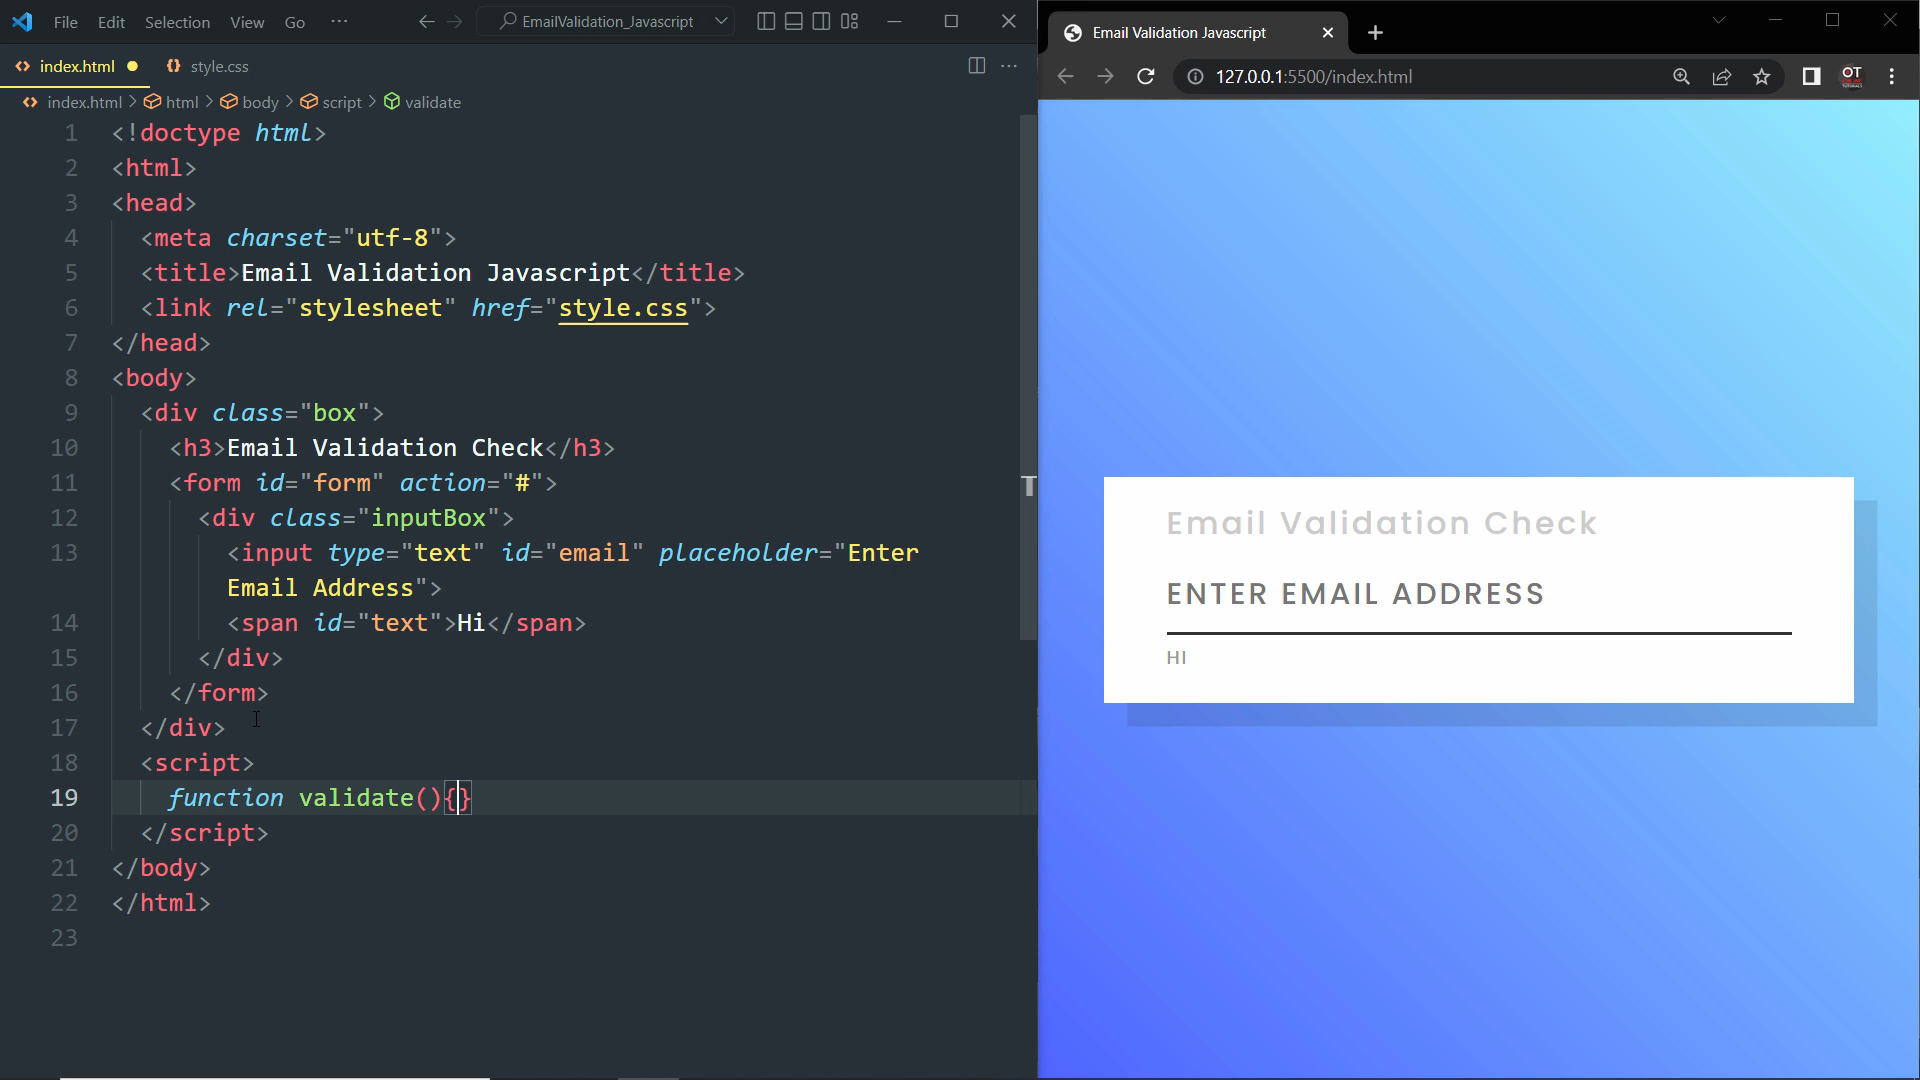 File Edit Selection View Go ··· EmailValidation_Javascript
index.html style.css
index.html > html > body > script > validate
1 <!doctype html>
2 <html>
3 <head>
4 <meta charset="utf-8">
5 <title>Email Validation Javascript</title>
6 <link rel="stylesheet" href="style.css">
7 </head>
8 <body>
9 <div class="box">
10 <h3>Email Validation Check</h3>
11 <form id="form" action="#">
12 <div class="inputBox">
13 <input type="text" id="email" placeholder="Enter
Email Address">
14 <span id="text">Hi</span>
15 </div>
16 </form>
17 </div>
18 <script>
19 function validate(){}
20 </script>
21 </body>
22 </html>
23
Email Validation Javascript
127.0.0.1:5500/index.html
OT
Email Validation Check
ENTER EMAIL ADDRESS
HI